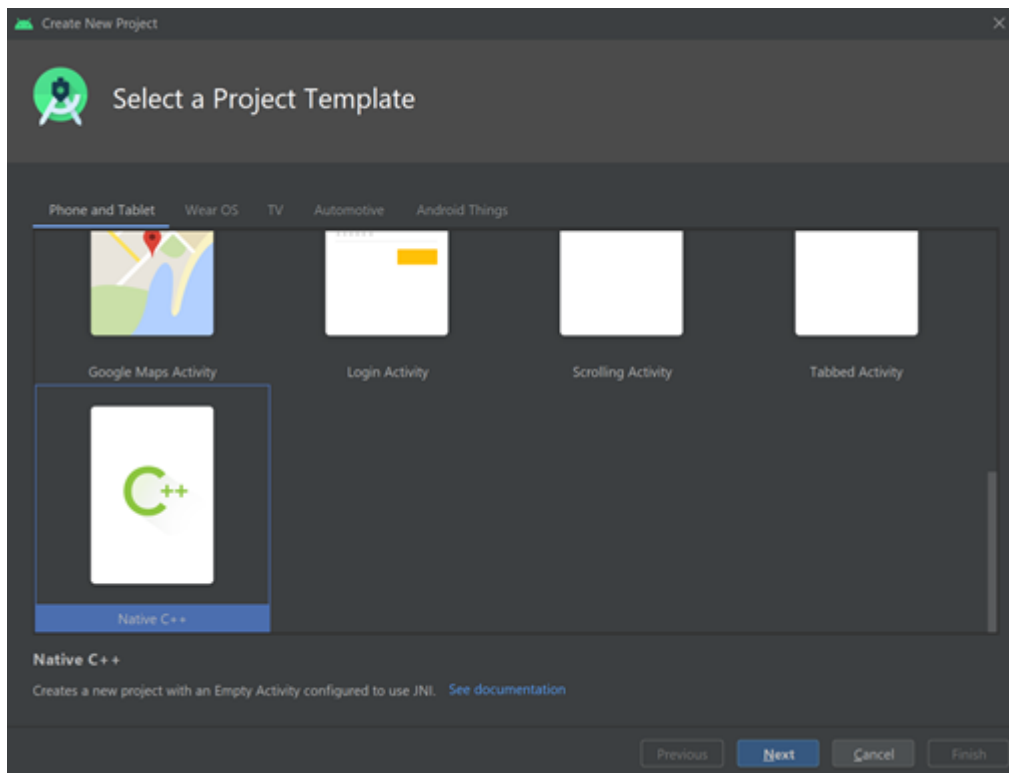 Create New Project
Select a Project Template
Phone and Tablet Wear OS TV Automotive Android Things
Google Maps Activity Login Activity Scrolling Activity Tabbed Activity
C++
Native C++
Native C++
Creates a new project with an Empty Activity configured to use JNI. See documentation
Previous Next Cancel Finish